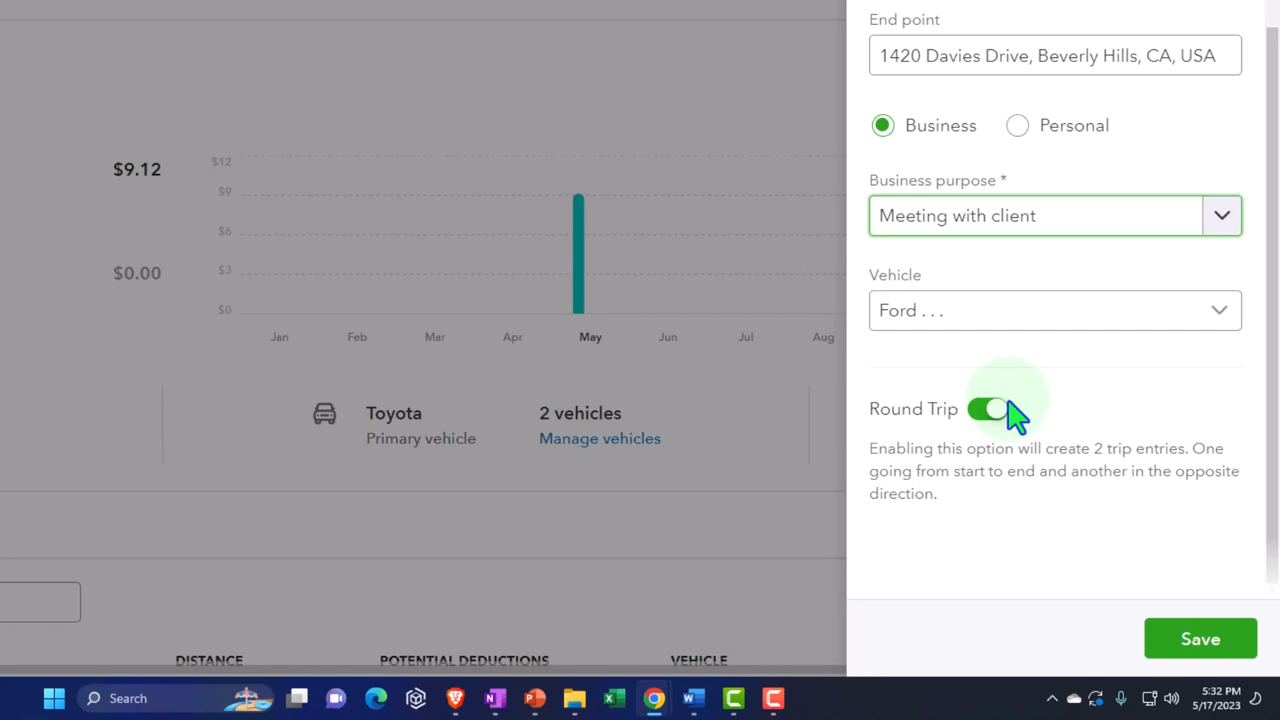 End point
1420 Davies Drive, Beverly Hills, CA, USA
Business
Personal
Business purpose *
Meeting with client
Vehicle
Ford . . .
Round Trip
Enabling this option will create 2 trip entries. One
going from start to end and another in the opposite
direction.
Save
$9.12
$0.00
$12
$9
$6
$3
$0
Jan
Feb
Mar
Apr
May
Jun
Jul
Aug
Toyota
Primary vehicle
2 vehicles
Manage vehicles
DISTANCE
POTENTIAL DEDUCTIONS
VEHICLE
Search
5:32 PM
5/17/2023